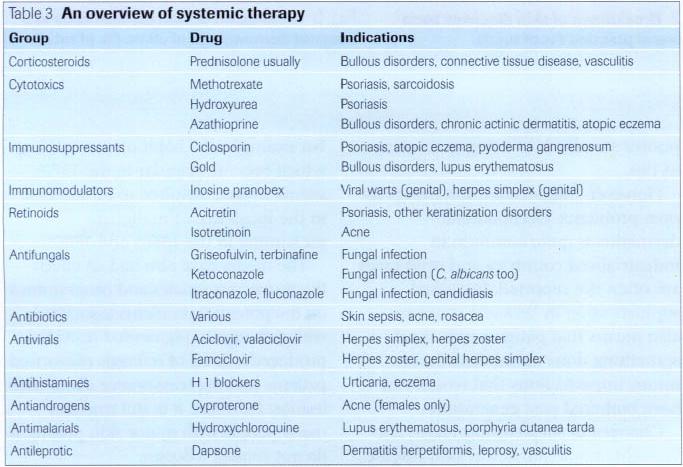 Table 3 An overview of systemic therapy
Group Drug Indications
Corticosteroids Prednisolone usually Bullous disorders, connective tissue disease, vasculitis
Cytotoxics Methotrexate Psoriasis, sarcoidosis
Hydroxyurea Psoriasis
Azathioprine Bullous disorders, chronic actinic dermatitis, atopic eczema
Immunosuppressants Ciclosporin Psoriasis, atopic eczema, pyoderma gangrenosum
Gold Bullous disorders, lupus erythematosus
Immunomodulators Inosine pranobex Viral warts (genital), herpes simplex (genital)
Retinoids Acitretin Psoriasis, other keratinization disorders
Isotretinoin Acne
Antifungals Griseofulvin, terbinafine Fungal infection
Ketoconazole Fungal infection (C. albicans too)
Itraconazole, fluconazole Fungal infection, candidiasis
Antibiotics Various Skin sepsis, acne, rosacea
Antivirals Aciclovir, valaciclovir Herpes simplex, herpes zoster
Famciclovir Herpes zoster, genital herpes simplex
Antihistamines H 1 blockers Urticaria, eczema
Antiandrogens Cyproterone Acne (females only)
Antimalarials Hydroxychloroquine Lupus erythematosus, porphyria cutanea tarda
Antileprotic Dapsone Dermatitis herpetiformis, leprosy, vasculitis